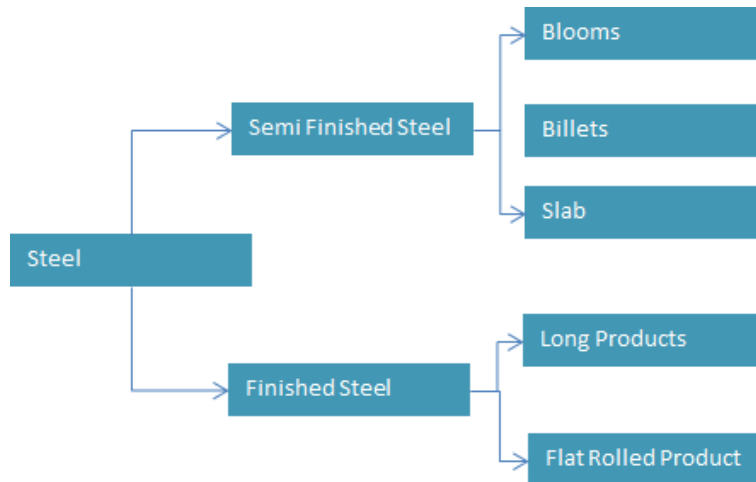 Blooms
Semi Finished Steel
Billets
Slab
Steel
Long Products
Finished Steel
Flat Rolled Product